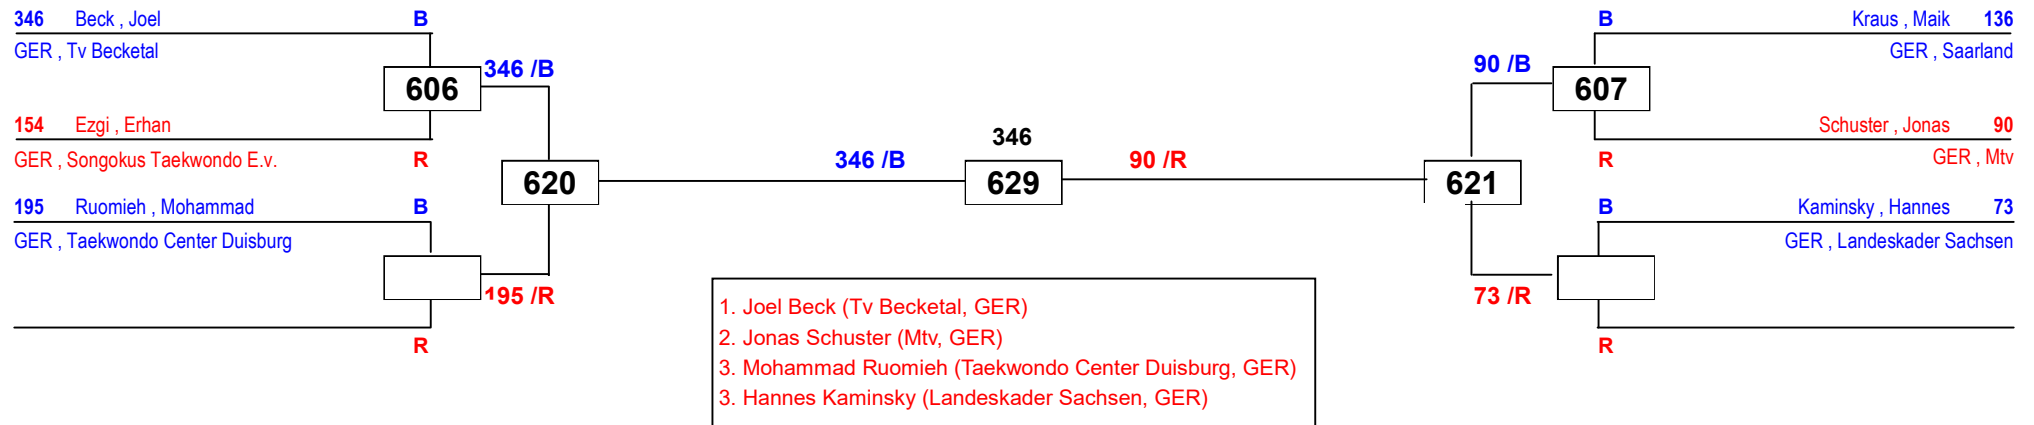 346 Beck , Joel B
GER , Tv Becketal
606
346 /B
154 Ezgi , Erhan
GER , Songokus Taekwondo E.v. R
620
195 Ruomieh , Mohammad B
GER , Taekwondo Center Duisburg
195 /R
R
346 /B
346
629
90 /R
B Kraus , Maik 136
GER , Saarland
90 /B
607
Schuster , Jonas 90
R GER , Mtv
621
B Kaminsky , Hannes 73
GER , Landeskader Sachsen
73 /R
R
1. Joel Beck (Tv Becketal, GER)
2. Jonas Schuster (Mtv, GER)
3. Mohammad Ruomieh (Taekwondo Center Duisburg, GER)
3. Hannes Kaminsky (Landeskader Sachsen, GER)